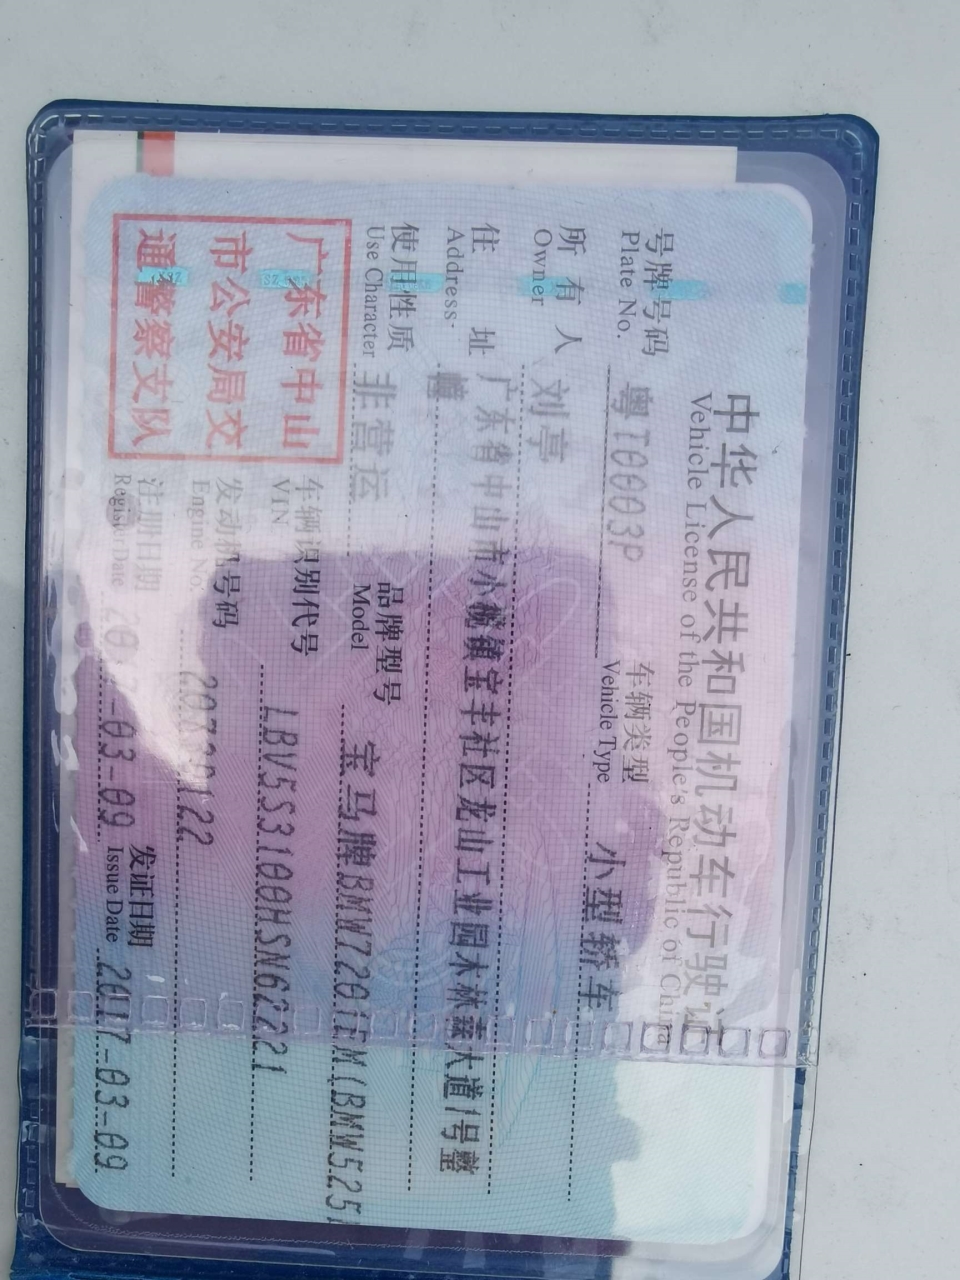 中华人民共和国机动车行驶证
Vehicle License of the People's Republic of China
号牌号码 粤T0003P 车辆类型 小型轿车
Plate No. Vehicle Type
所有人 刘亭
Owner
住址 广东省中山市小榄镇宝丰社区龙山工业园木林森大道1号整
Address
幢
使用性质 非营运 品牌型号 宝马牌BMW7201EM(BMW525
Use Character Model
广东省中山
市公安局交
通警察支队
车辆识别代号 LBV5S3100HSN62221
VIN
发动机号码
Engine No.
注册日期 2017-03-09 发证日期 2017-03-09
Register Date Issue Date